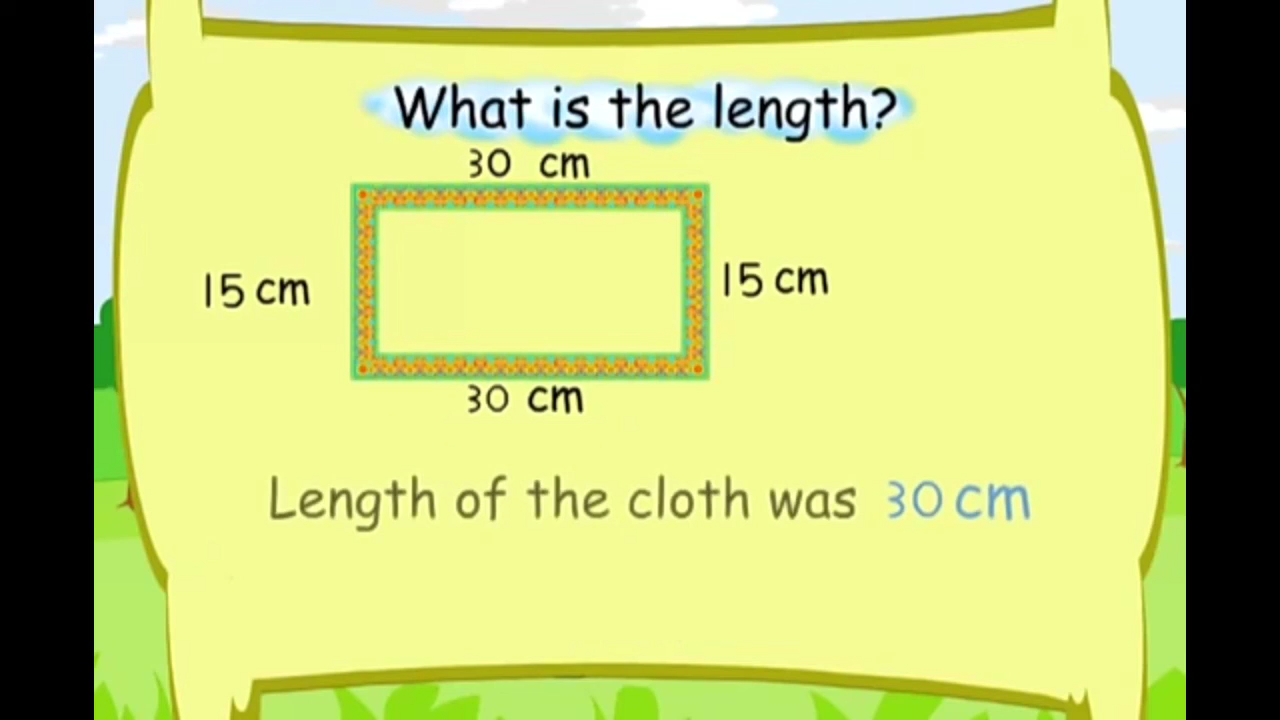 What is the length?
30 cm
15 cm
15 cm
30 cm
Length of the cloth was 30 cm